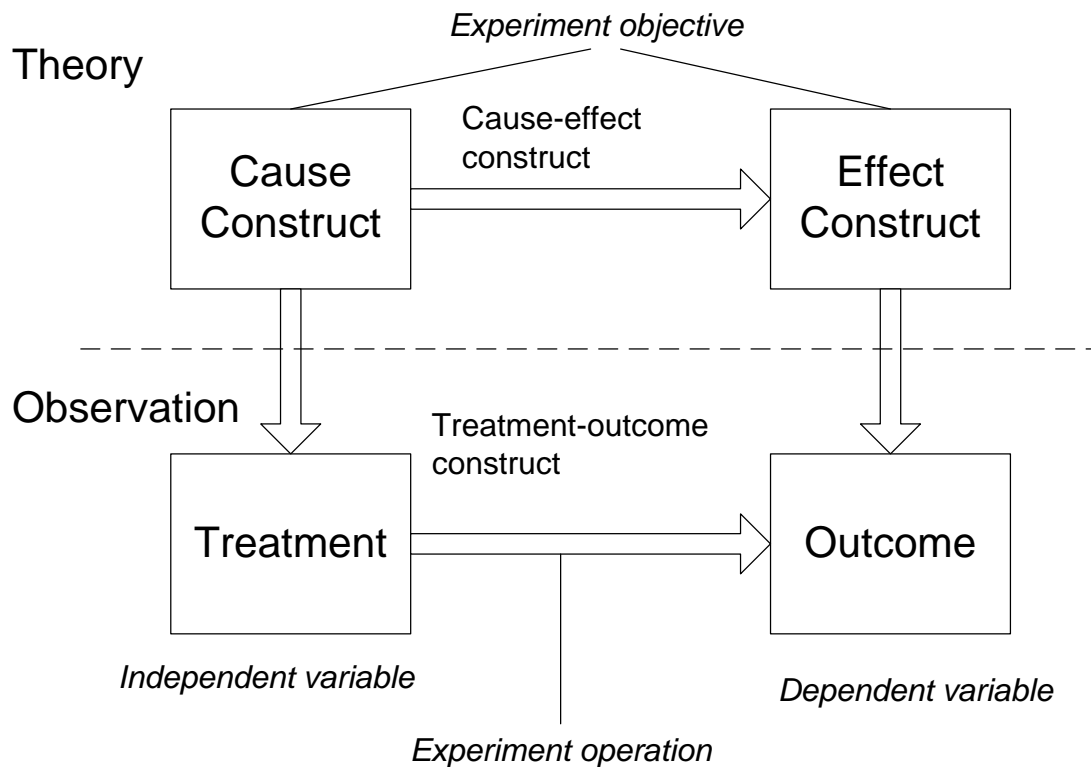 Experiment objective
Theory
Cause-effect
construct
Cause
Construct
Effect
Construct
Observation
Treatment-outcome
construct
Treatment
Outcome
Independent variable
Dependent variable
Experiment operation